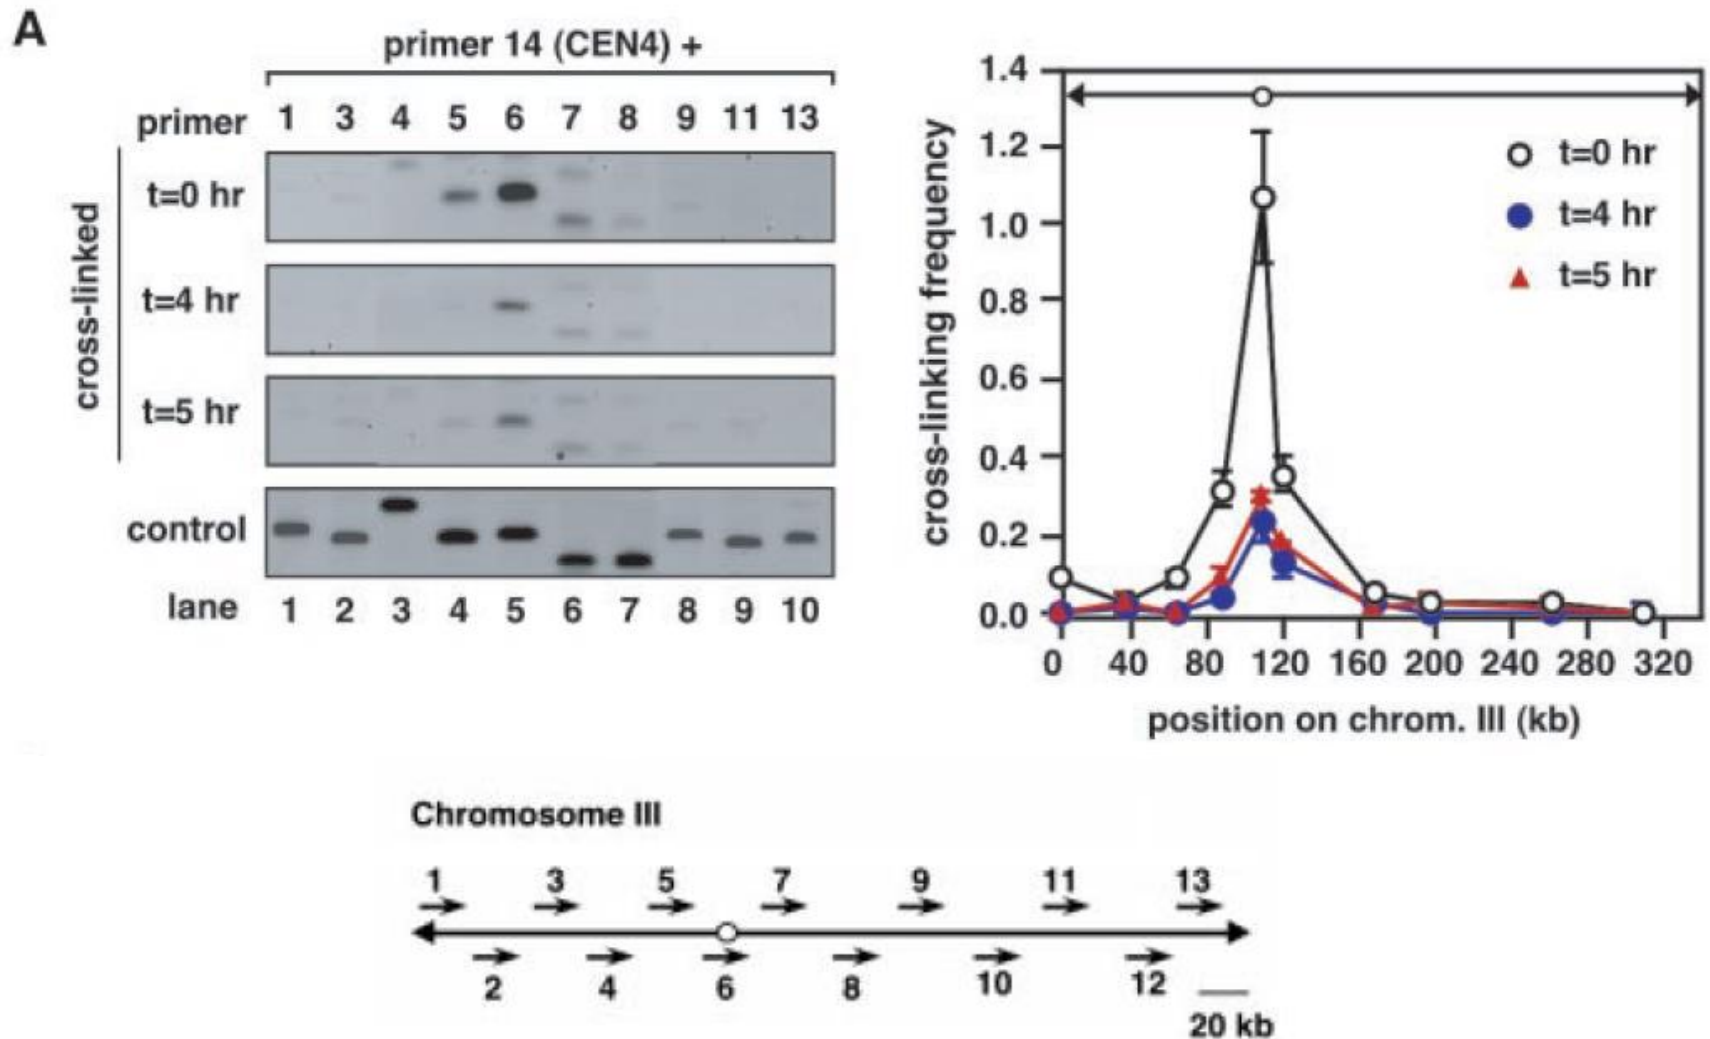 A
primer 14 (CEN4) +
primer 1 3 4 5 6 7 8 9 11 13
cross-linked
t=0 hr
t=4 hr
t=5 hr
control
lane 1 2 3 4 5 6 7 8 9 10
cross-linking frequency
1.4
1.2
1.0
0.8
0.6
0.4
0.2
0.0
t=0 hr
t=4 hr
t=5 hr
0 40 80 120 160 200 240 280 320
position on chrom. III (kb)
Chromosome III
1 3 5 7 9 11 13
2 4 6 8 10 12
20 kb